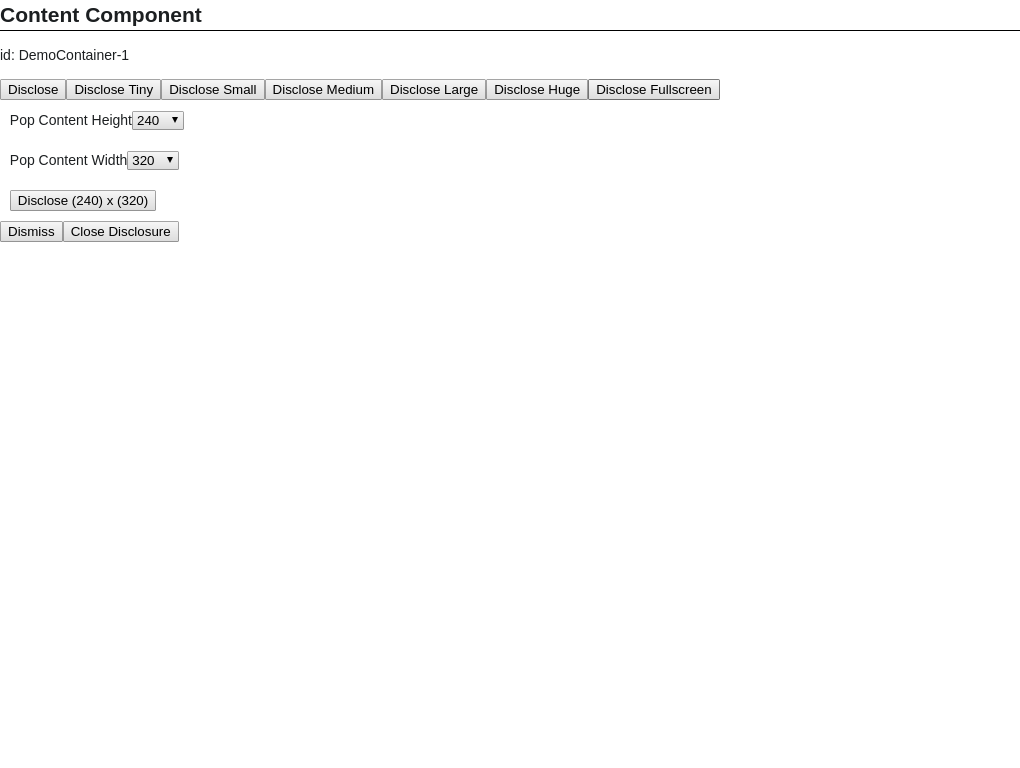 Content Component
id: DemoContainer-1
Disclose Disclose Tiny Disclose Small Disclose Medium Disclose Large Disclose Huge Disclose Fullscreen
Pop Content Height 240
Pop Content Width 320
Disclose (240) x (320)
Dismiss Close Disclosure